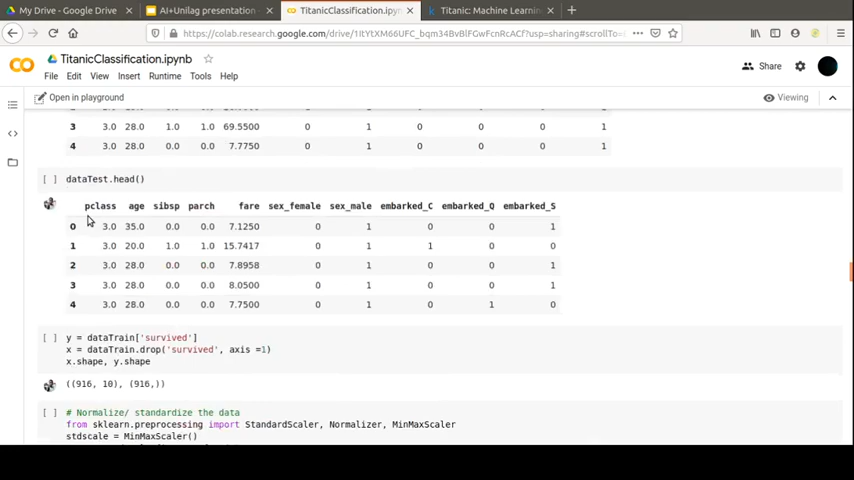 My Drive - Google Drive
AI+Unilag presentation -
TitanicClassification.ipyn
Titanic: Machine Learning
https://colab.research.google.com/drive/
TitanicClassification.ipynb
Share
File Edit View Insert Runtime Tools Help
Open in playground
Viewing
3 3.0 28.0 1.0 1.0 69.5500 0 1 0 0 1
4 3.0 28.0 0.0 0.0 7.7750 0 1 0 0 1
[ ] dataTest.head()
pclass age sibsp parch fare sex_female sex_male embarked_C embarked_Q embarked_S
0 3.0 35.0 0.0 0.0 7.1250 0 1 0 0 1
1 3.0 20.0 1.0 1.0 15.7417 0 1 1 0 0
2 3.0 28.0 0.0 0.0 7.8958 0 1 0 0 1
3 3.0 28.0 0.0 0.0 8.0500 0 1 0 0 1
4 3.0 28.0 0.0 0.0 7.7500 0 1 0 1 0
[ ] y = dataTrain['survived']
x = dataTrain.drop('survived', axis =1)
x.shape, y.shape
((916, 10), (916,))
[ ] # Normalize/ standardize the data
from sklearn.preprocessing import StandardScaler, Normalizer, MinMaxScaler
stdscale = MinMaxScaler()